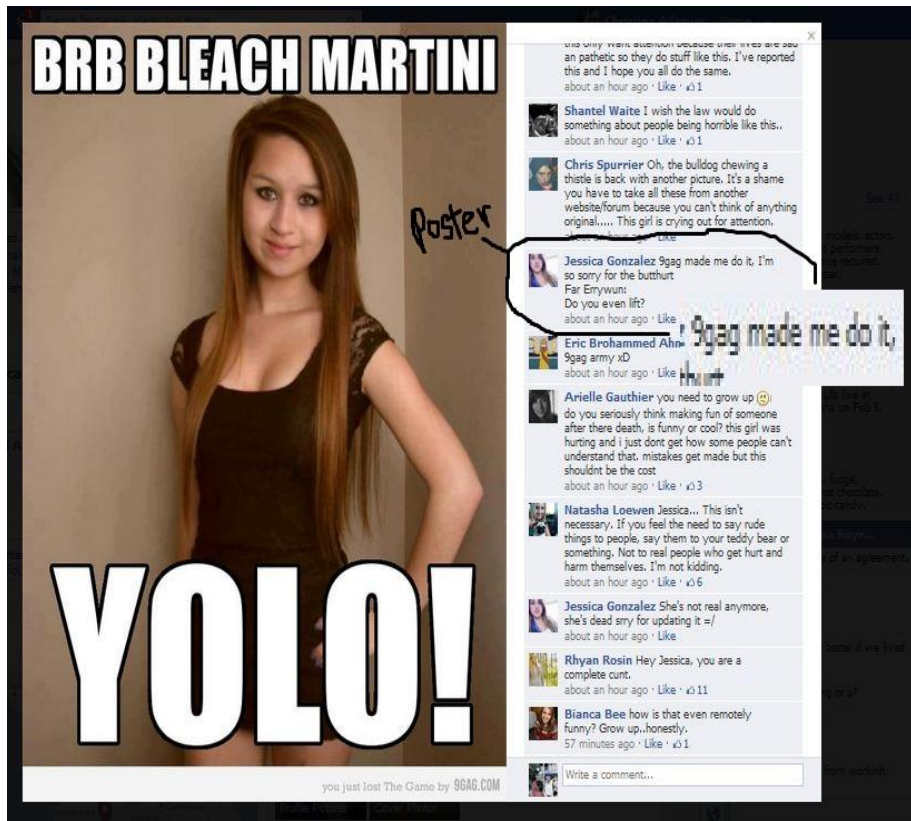 BRB BLEACH MARTINI
YOLO!
you just lost The Game by 9GAG.COM
Poster
this only want attention because their lives are sad
an pathetic so they do stuff like this. I've reported
this and I hope you all do the same.
about an hour ago · Like · 1
Shantel Waite I wish the law would do
something about people being horrible like this..
about an hour ago · Like · 1
Chris Spurrier Oh, the bulldog chewing a
thistle is back with another picture. It's a shame
you have to take all these from another
website/forum because you can't think of anything
original..... This girl is crying out for attention.
about an hour ago · Like
Jessica Gonzalez 9gag made me do it, I'm
so sorry for the butthurt
Far Errywun:
Do you even lift?
about an hour ago · Like
9gag made me do it,
Eric Brohammed
9gag army xD
about an hour ago · Like
Arielle Gauthier you need to grow up
do you seriously think making fun of someone
after there death, is funny or cool? this girl was
hurting and i just dont get how some people can't
understand that. mistakes get made but this
shouldnt be the cost
about an hour ago · Like · 3
Natasha Loewen Jessica... This isn't
necessary. If you feel the need to say rude
things to people, say them to your teddy bear or
something. Not to real people who get hurt and
harm themselves. I'm not kidding.
about an hour ago · Like · 6
Jessica Gonzalez She's not real anymore,
she's dead srry for updating it =/
about an hour ago · Like
Rhyan Rosin Hey Jessica, you are a
complete cunt.
about an hour ago · Like · 11
Bianca Bee how is that even remotely
funny? Grow up..honestly.
57 minutes ago · Like · 1
Write a comment...